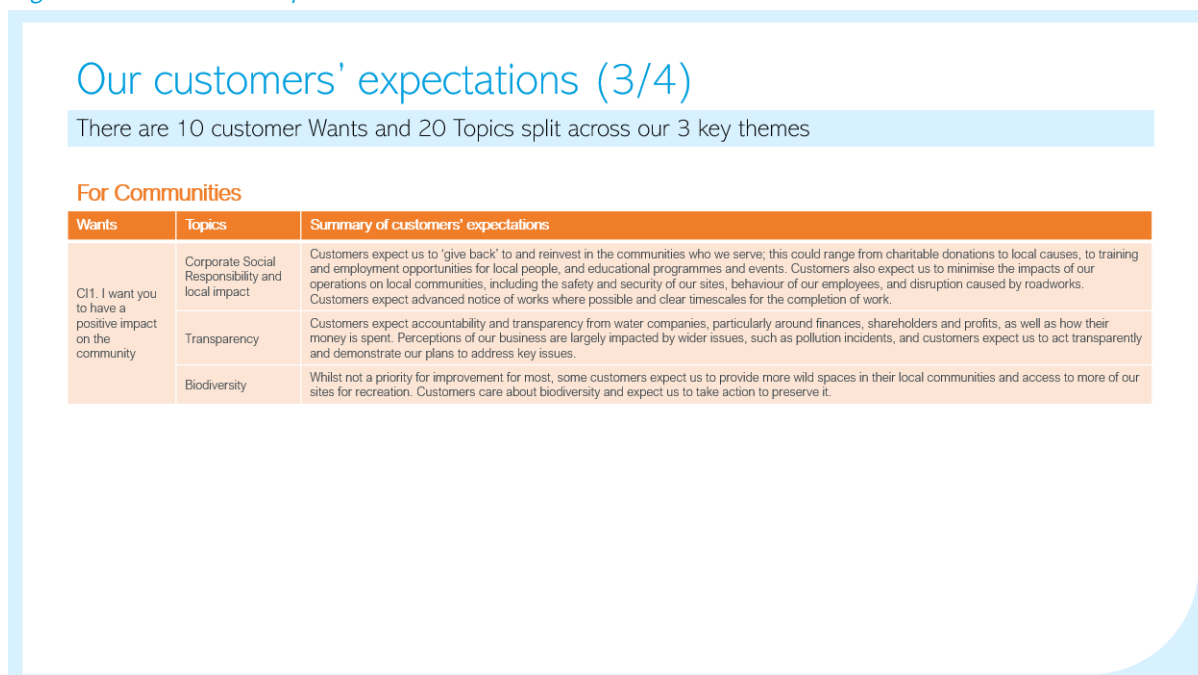 Our customers' expectations (3/4)
There are 10 customer Wants and 20 Topics split across our 3 key themes
For Communities
Wants
Topics
Summary of customers' expectations
CI1. I want you
to have a
positive impact
on the
community
Corporate Social
Responsibility and
local impact
Customers expect us to 'give back' to and reinvest in the communities who we serve; this could range from charitable donations to local causes, to training
and employment opportunities for local people, and educational programmes and events. Customers also expect us to minimise the impacts of our
operations on local communities, including the safety and security of our sites, behaviour of our employees, and disruption caused by roadworks.
Customers expect advanced notice of works where possible and clear timescales for the completion of work.
Transparency
Customers expect accountability and transparency from water companies, particularly around finances, shareholders and profits, as well as how their
money is spent. Perceptions of our business are largely impacted by wider issues, such as pollution incidents, and customers expect us to act transparently
and demonstrate our plans to address key issues.
Biodiversity
Whilst not a priority for improvement for most, some customers expect us to provide more wild spaces in their local communities and access to more of our
sites for recreation. Customers care about biodiversity and expect us to take action to preserve it.